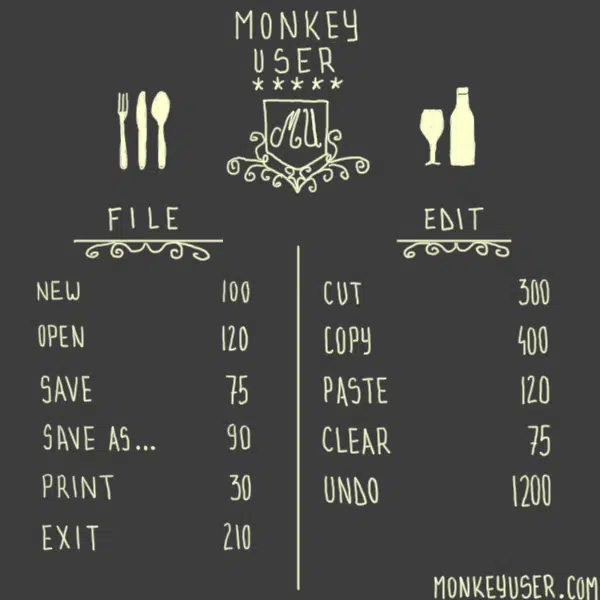 MONKEY
USER
*****
MU
FILE
NEW 100
OPEN 120
SAVE 75
SAVE AS... 90
PRINT 30
EXIT 210
EDIT
CUT 300
COPY 400
PASTE 120
CLEAR 75
UNDO 1200
MONKEYUSER.COM